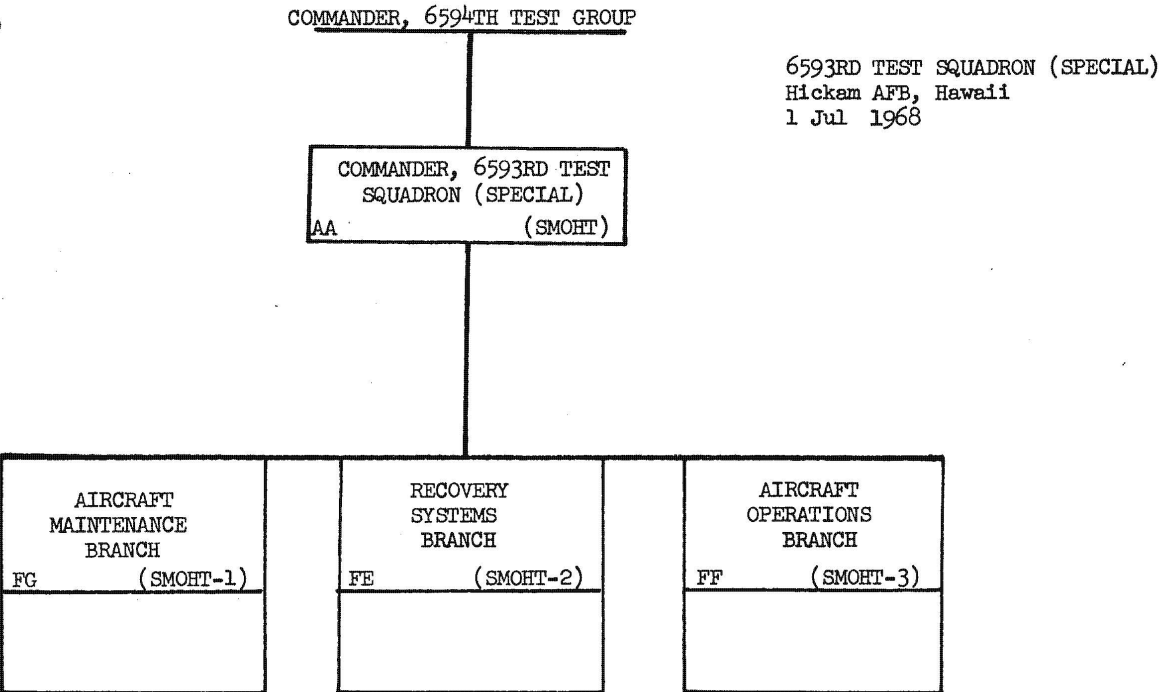 COMMANDER, 6594TH TEST GROUP
6593RD TEST SQUADRON (SPECIAL)
Hickam AFB, Hawaii
1 Jul 1968
COMMANDER, 6593RD TEST
SQUADRON (SPECIAL)
AA (SMOHT)
AIRCRAFT
MAINTENANCE
BRANCH
FG (SMOHT-1)
RECOVERY
SYSTEMS
BRANCH
FE (SMOHT-2)
AIRCRAFT
OPERATIONS
BRANCH
FF (SMOHT-3)